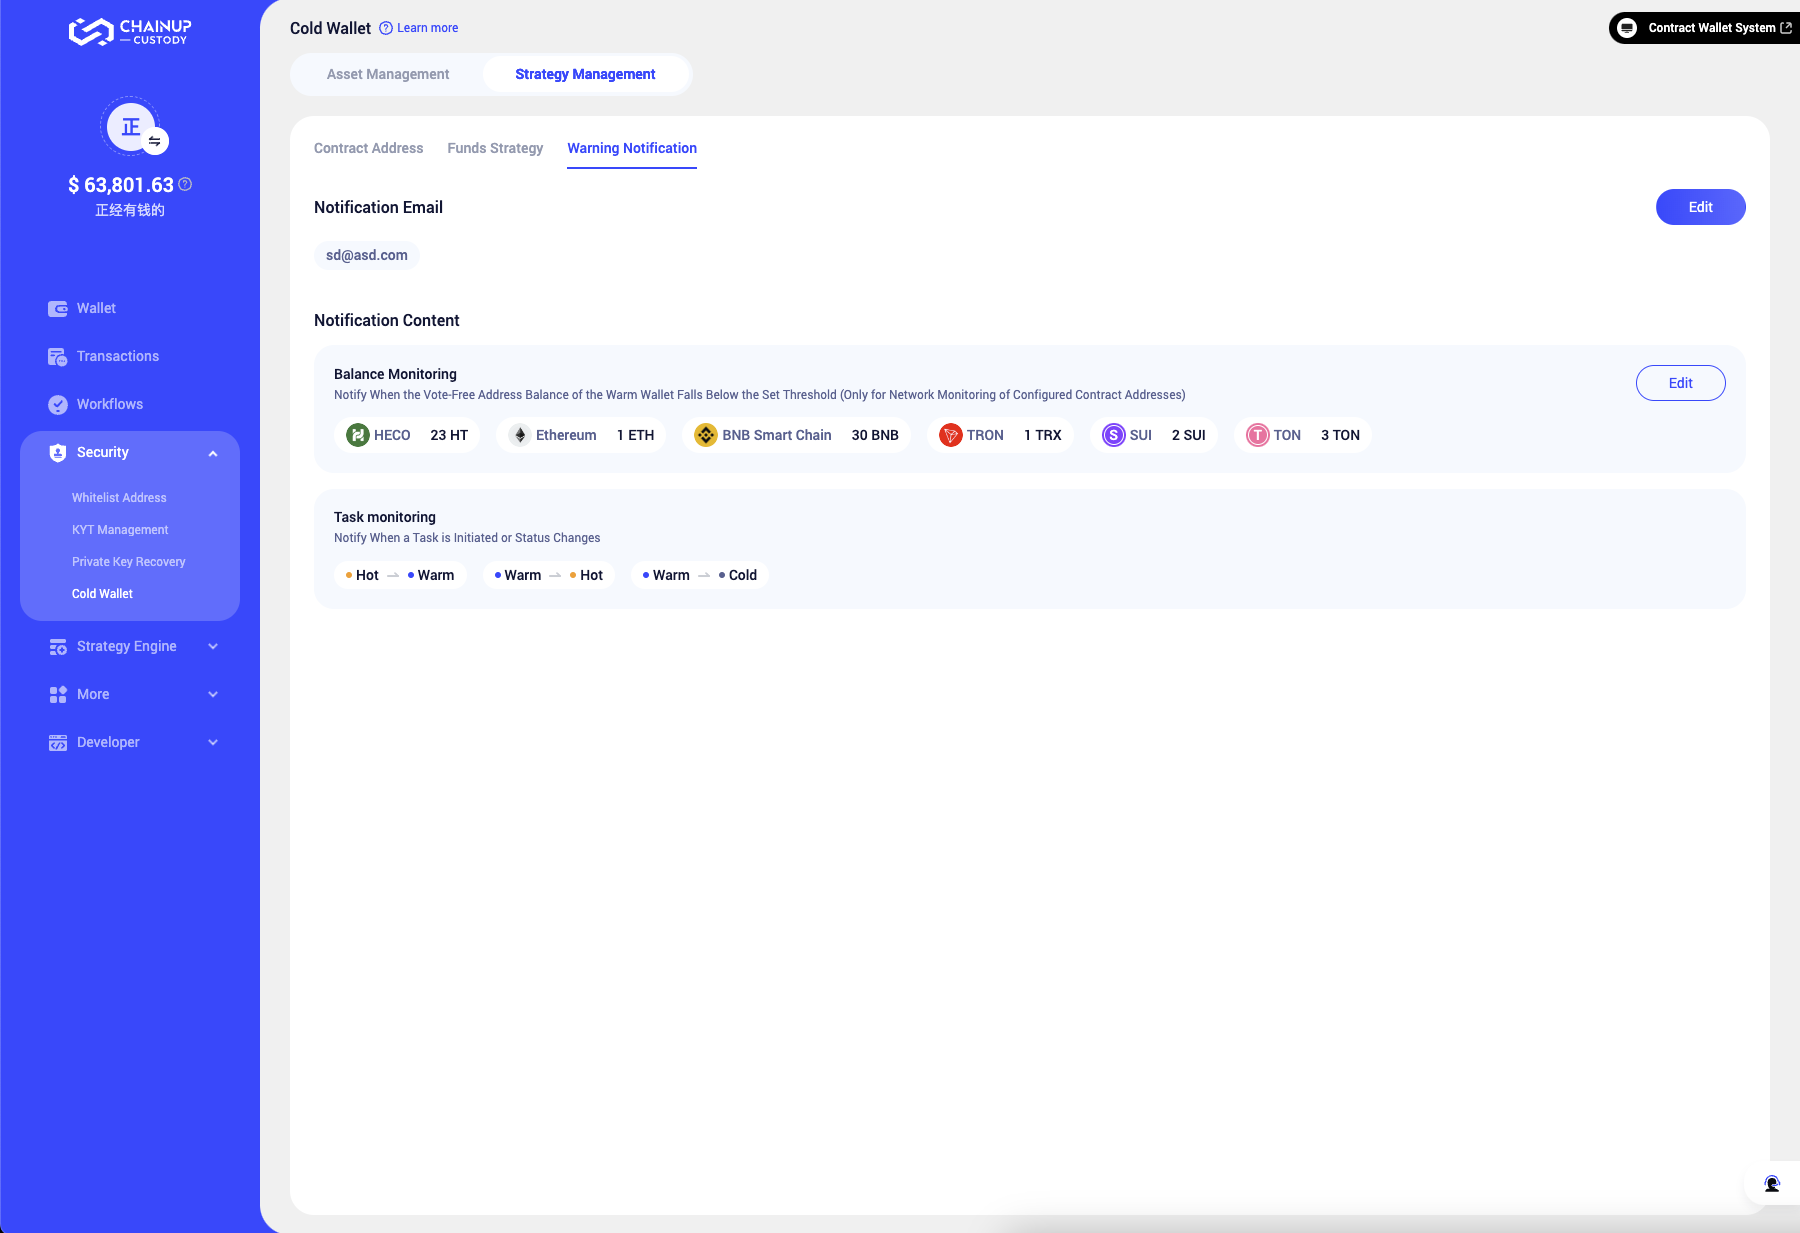 CHAINUP
CUSTODY
正
$ 63,801.63
正经有钱的
Wallet
Transactions
Workflows
Security
Whitelist Address
KYT Management
Private Key Recovery
Cold Wallet
Strategy Engine
More
Developer
Cold Wallet ? Learn more
Contract Wallet System
Asset Management Strategy Management
Contract Address Funds Strategy Warning Notification
Notification Email
Edit
sd@asd.com
Notification Content
Balance Monitoring
Notify When the Vote-Free Address Balance of the Warm Wallet Falls Below the Set Threshold (Only for Network Monitoring of Configured Contract Addresses)
Edit
HECO 23 HT Ethereum 1 ETH BNB Smart Chain 30 BNB TRON 1 TRX S SUI 2 SUI T TON 3 TON
Task monitoring
Notify When a Task is Initiated or Status Changes
Hot → Warm Warm → Hot Warm → Cold